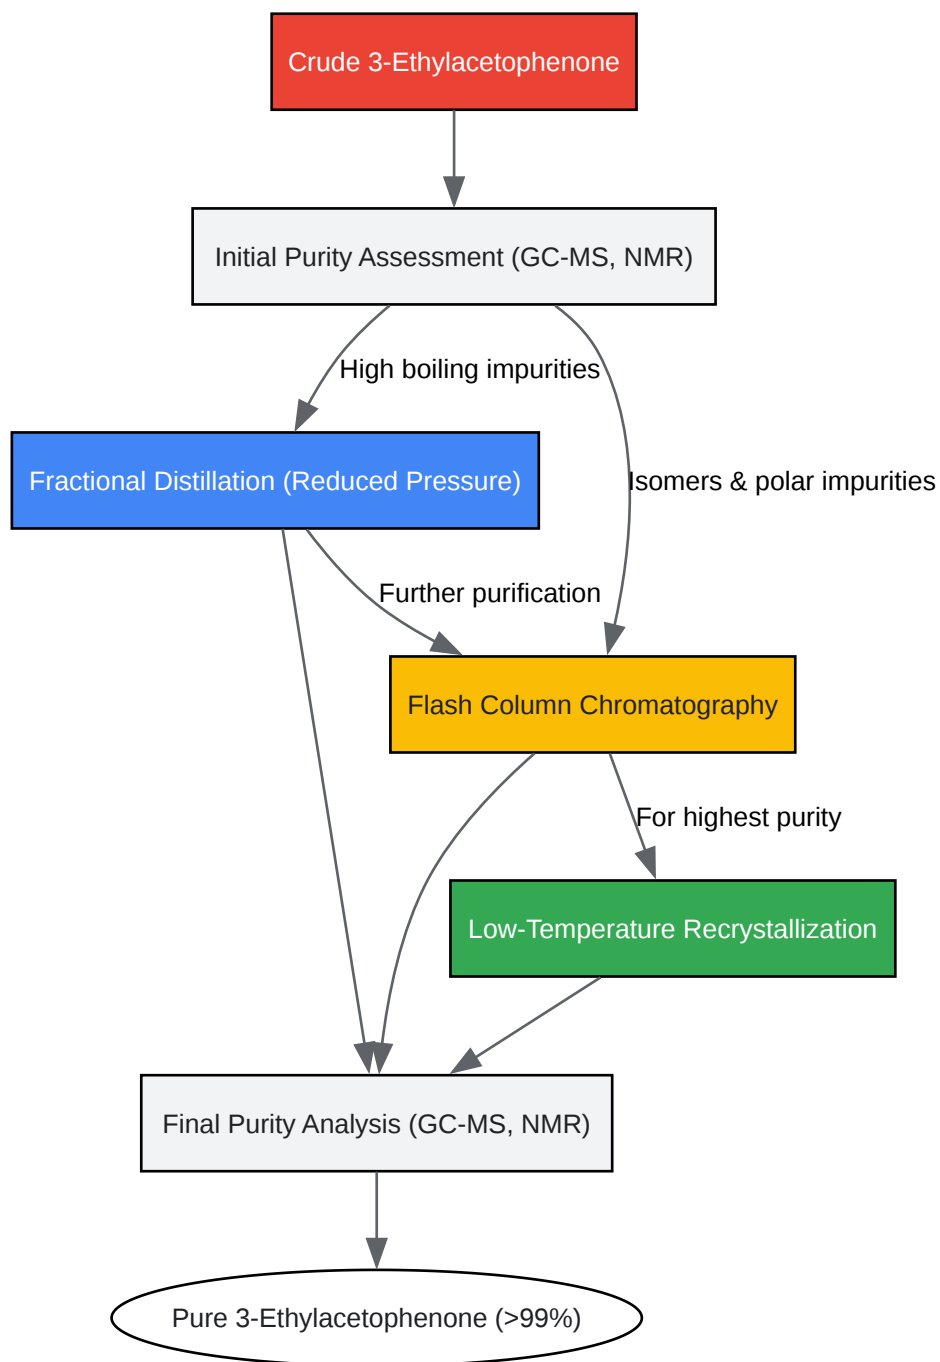 Crude 3-Ethylacetophenone
Initial Purity Assessment (GC-MS, NMR)
High boiling impurities
Fractional Distillation (Reduced Pressure)
Isomers & polar impurities
Further purification
Flash Column Chromatography
For highest purity
Low-Temperature Recrystallization
Final Purity Analysis (GC-MS, NMR)
Pure 3-Ethylacetophenone (>99%)